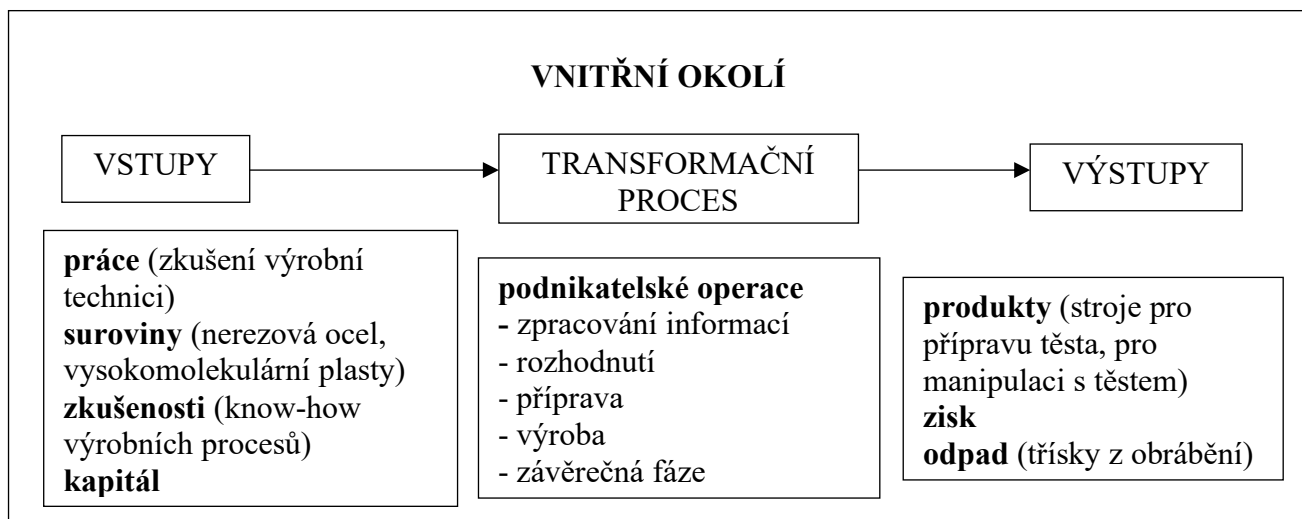 VNITŘNÍ OKOLÍ
VSTUPY
TRANSFORMAČNÍ
PROCES
VÝSTUPY
práce (zkušení výrobní
technici)
suroviny (nerezová ocel,
vysokomolekulární plasty)
zkušenosti (know-how
výrobních procesů)
kapitál
podnikatelské operace
- zpracování informací
- rozhodnutí
- příprava
- výroba
- závěrečná fáze
produkty (stroje pro
přípravu těsta, pro
manipulaci s těstem)
zisk
odpad (třísky z obrábění)